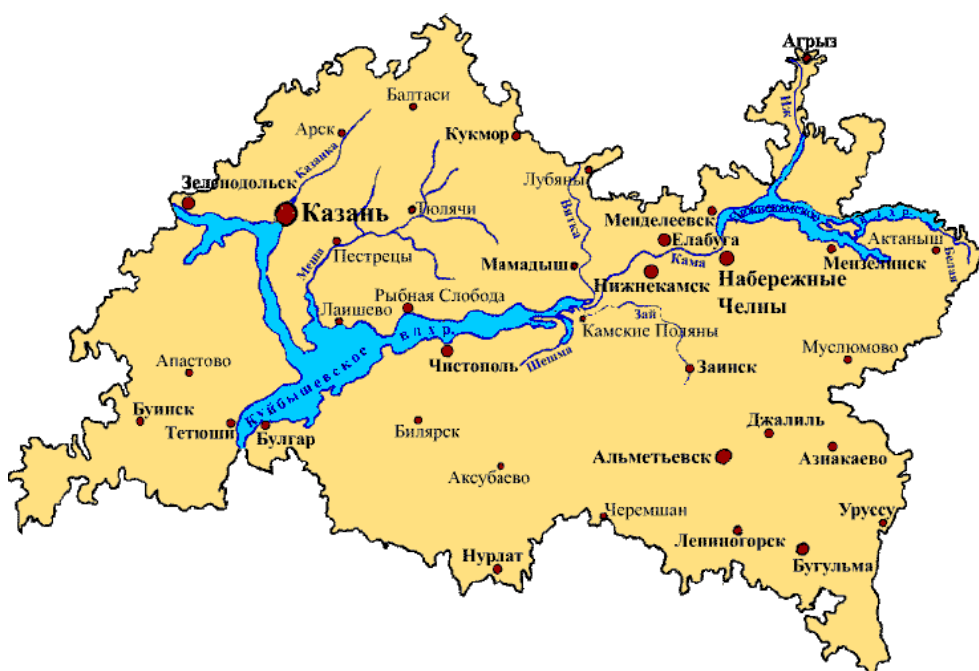 Агрыз
Иж
Балтаси
Арск
Кукмор
Казанка
Лубяны
Зеленодольск
Казань
Тюлячи
Вятка
Менделеевск
Нижнекамское
в л х р.
Елабуга
Актаныш
Белая
Мензелинск
Кама
Набережные
Челны
Нижнекамск
Мамадыш
Пестрецы
Меша
Рыбная Слобода
Лаишево
Зай
Камские Поляны
Куйбышевское
в л х р.
Чистополь
Шешма
Заинск
Муслюмово
Апастово
Буинск
Тетюши
Булгар
Билярск
Джалиль
Альметьевск
Азнакаево
Аксубаево
Черемшан
Уруссу
Лениногорск
Нурлат
Бугульма